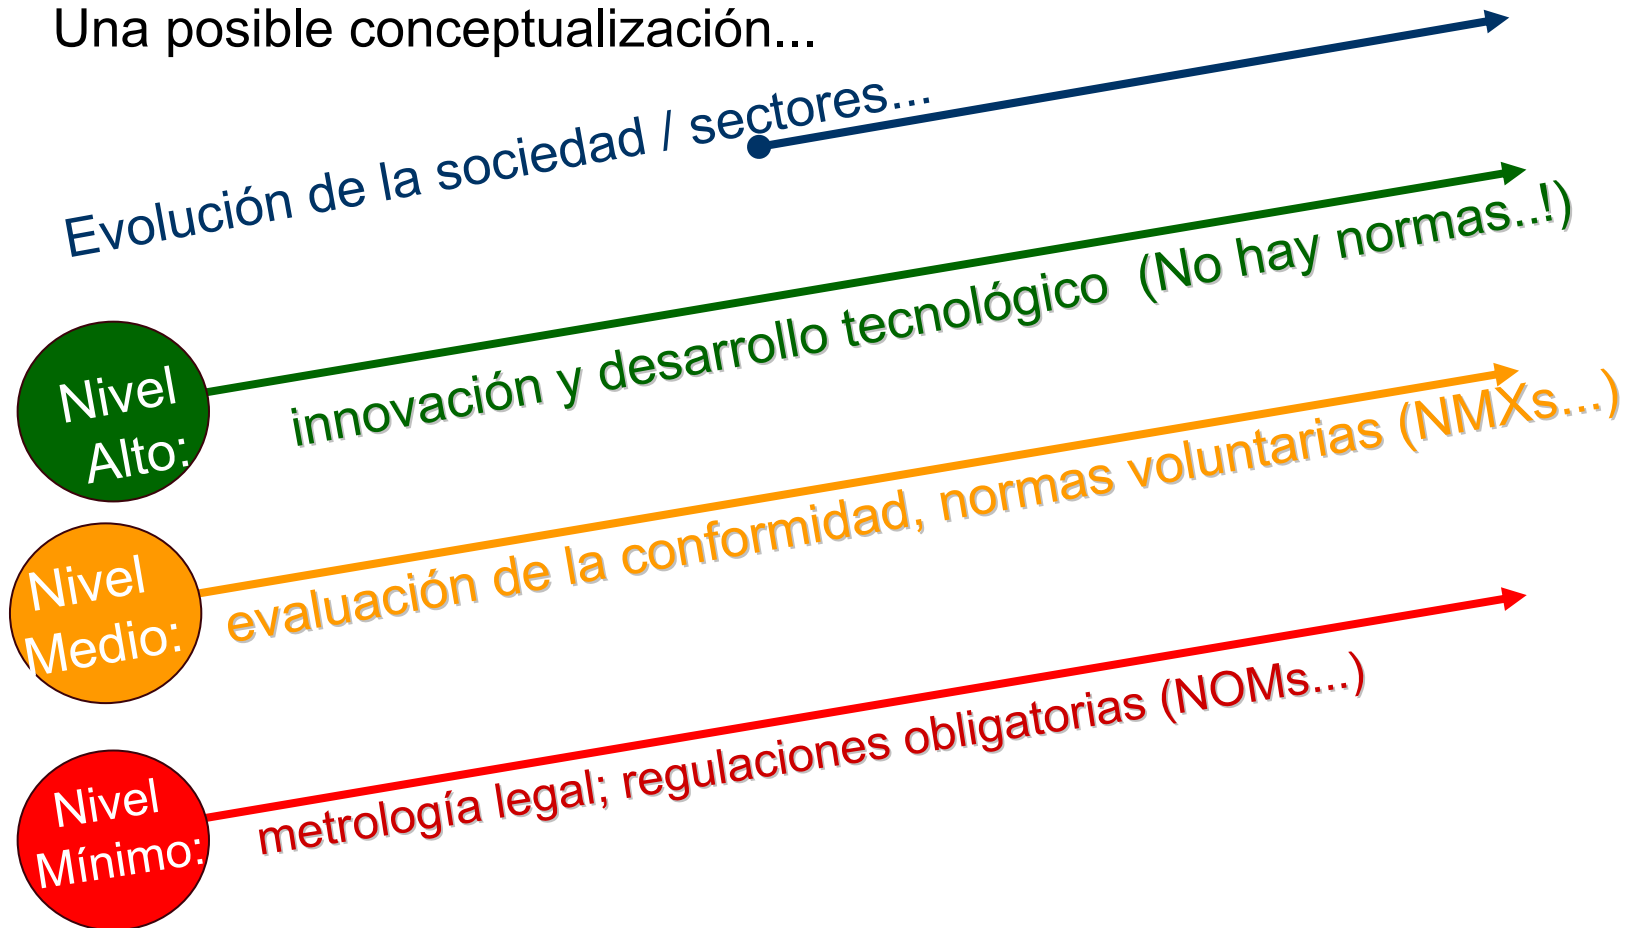 Una posible conceptualización...
Evolución de la sociedad / sectores...
Nivel
Alto:
innovación y desarrollo tecnológico (No hay normas..!)
Nivel
Medio:
evaluación de la conformidad, normas voluntarias (NMXs...)
Nivel
Mínimo:
metrología legal; regulaciones obligatorias (NOMs...)